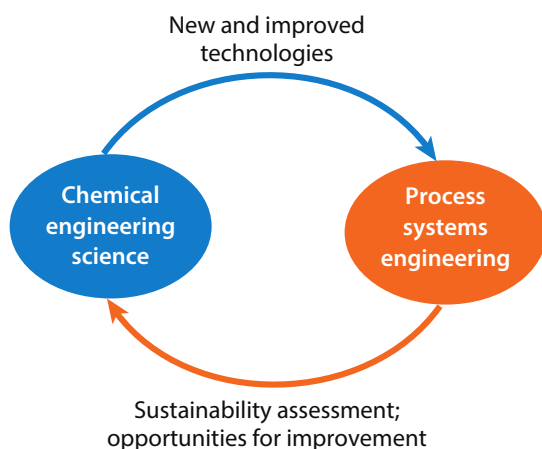 New and improved
technologies
Chemical
engineering
science
Process
systems
engineering
Sustainability assessment;
opportunities for improvement